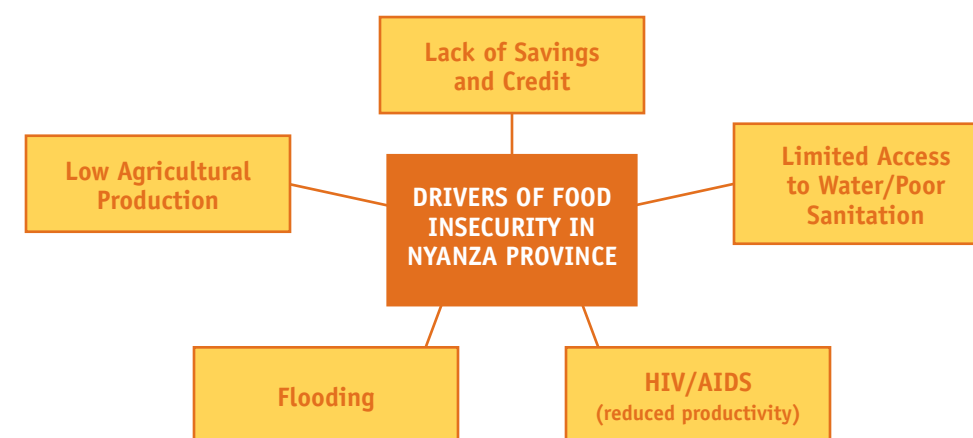 Lack of Savings
and Credit
Low Agricultural
Production
DRIVERS OF FOOD
INSECURITY IN
NYANZA PROVINCE
Limited Access
to Water/Poor
Sanitation
Flooding
HIV/AIDS
(reduced productivity)